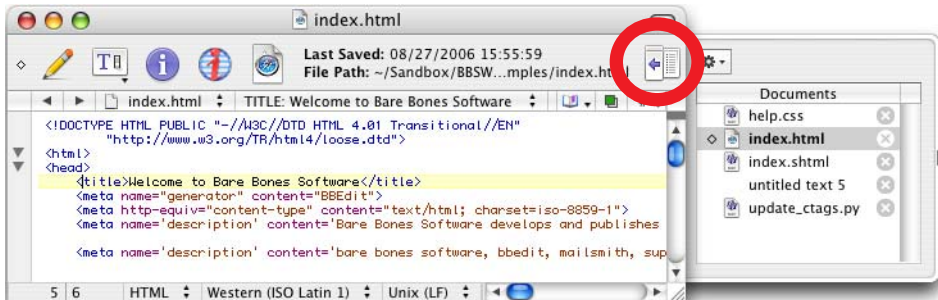 index.html
Last Saved: 08/27/2006 15:55:59
File Path: ~/Sandbox/BBSW...mples/index.html
index.html TITLE: Welcome to Bare Bones Software
<!DOCTYPE HTML PUBLIC "-//W3C//DTD HTML 4.01 Transitional//EN"
"http://www.w3.org/TR/html4/loose.dtd">
<html>
<head>
<title>Welcome to Bare Bones Software</title>
<meta name="generator" content="BBEdit">
<meta http-equiv="content-type" content="text/html; charset=iso-8859-1">
<meta name='description' content='Bare Bones Software develops and publishes
<meta name='description' content='bare bones software, bbedit, mailsmith, sup
5 6 HTML Western (ISO Latin 1) Unix (LF)
Documents
help.css
index.html
index.shtml
untitled text 5
update_ctags.py